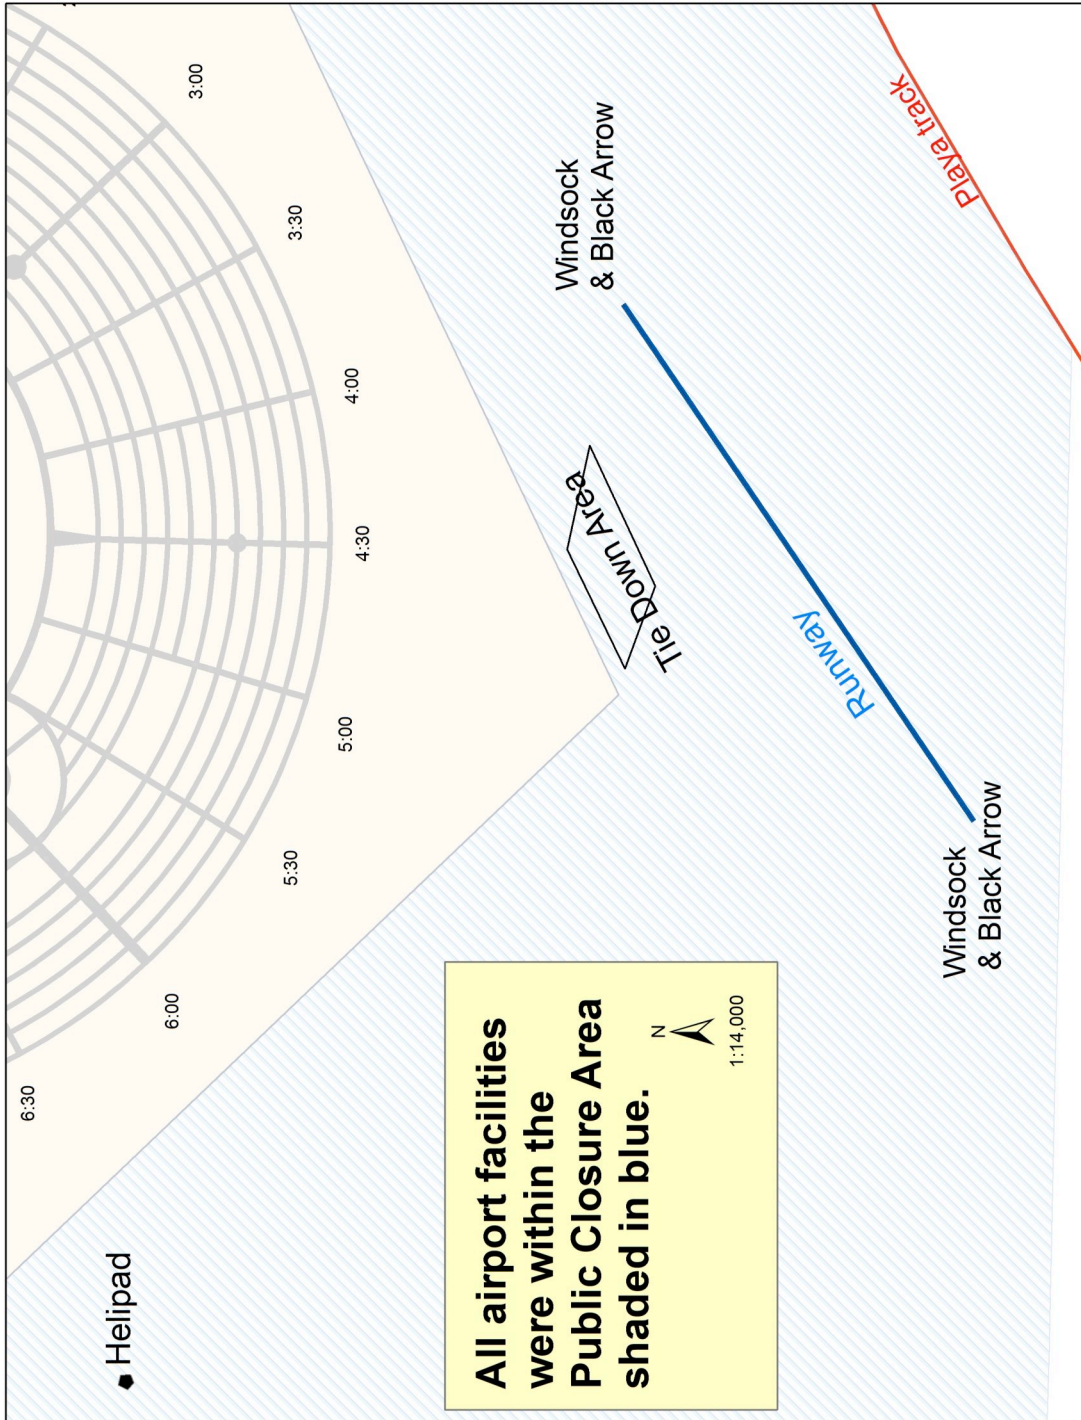 3:00
3:30
4:00
4:30
5:00
5:30
6:00
6:30
Windsock
& Black Arrow
Playa track
Tie Down Area
Runway
Windsock
& Black Arrow
Helipad
All airport facilities
were within the
Public Closure Area
shaded in blue.
N
1:14,000